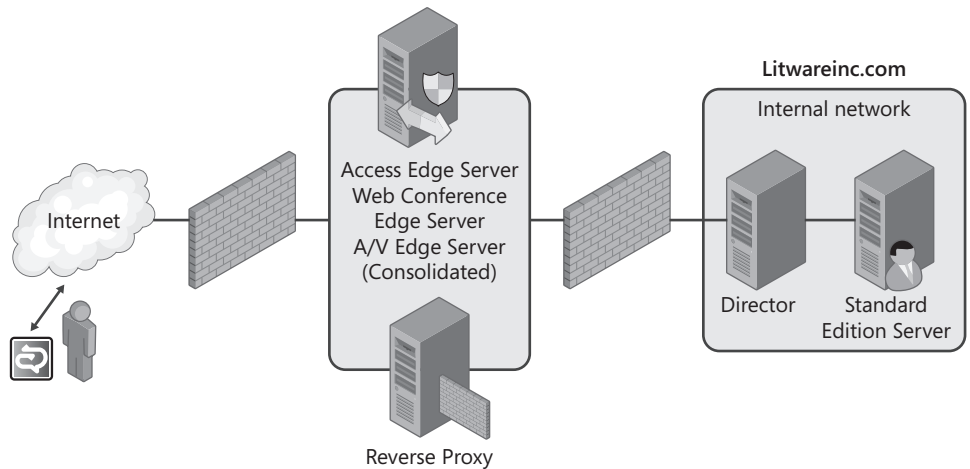 Litwareinc.com
Internal network
Access Edge Server
Web Conference
Edge Server
A/V Edge Server
(Consolidated)
Internet
Director
Standard
Edition Server
Reverse Proxy